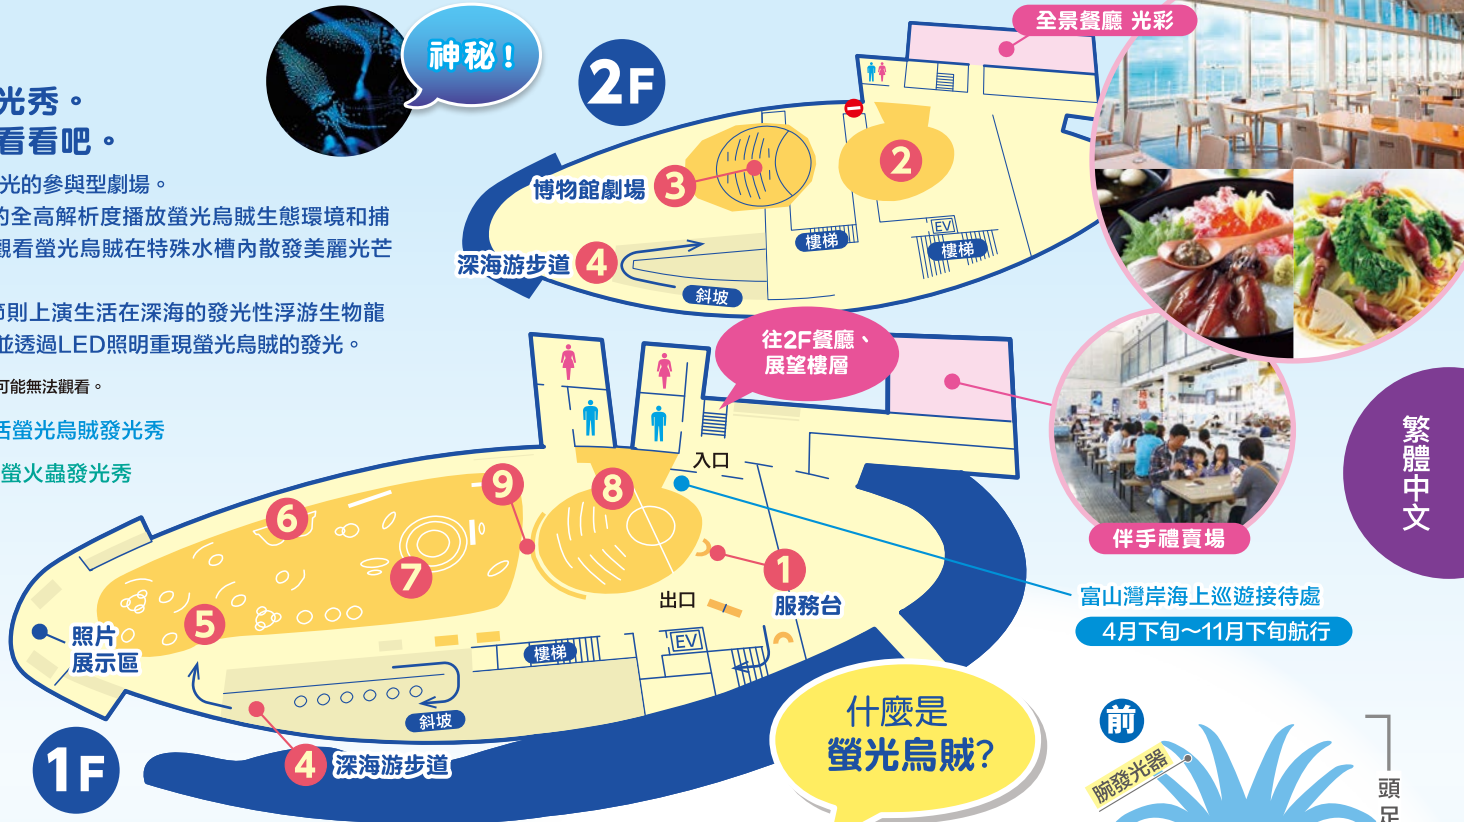 神秘！
光秀。
看看吧。
光的參與型劇場。
的全高解析度播放螢光烏賊生態環境和捕
觀看螢光烏賊在特殊水槽內散發美麗光芒
節則上演生活在深海的發光性浮游生物龍
並透過LED照明重現螢光烏賊的發光。
可能無法觀看。
活螢光烏賊發光秀
螢火蟲發光秀
2F
全景餐廳 光彩
2
博物館劇場 3
深海游步道 4
樓梯
EV
樓梯
斜坡
往2F餐廳、
展望樓層
入口
9
8
6
7
5
1
服務台
出口
照片
展示區
EV
樓梯
斜坡
4 深海游步道
1F
伴手禮賣場
富山灣岸海上巡遊接待處
4月下旬～11月下旬航行
繁體中文
什麼是
螢光烏賊?
前
腕發光器
頭
足